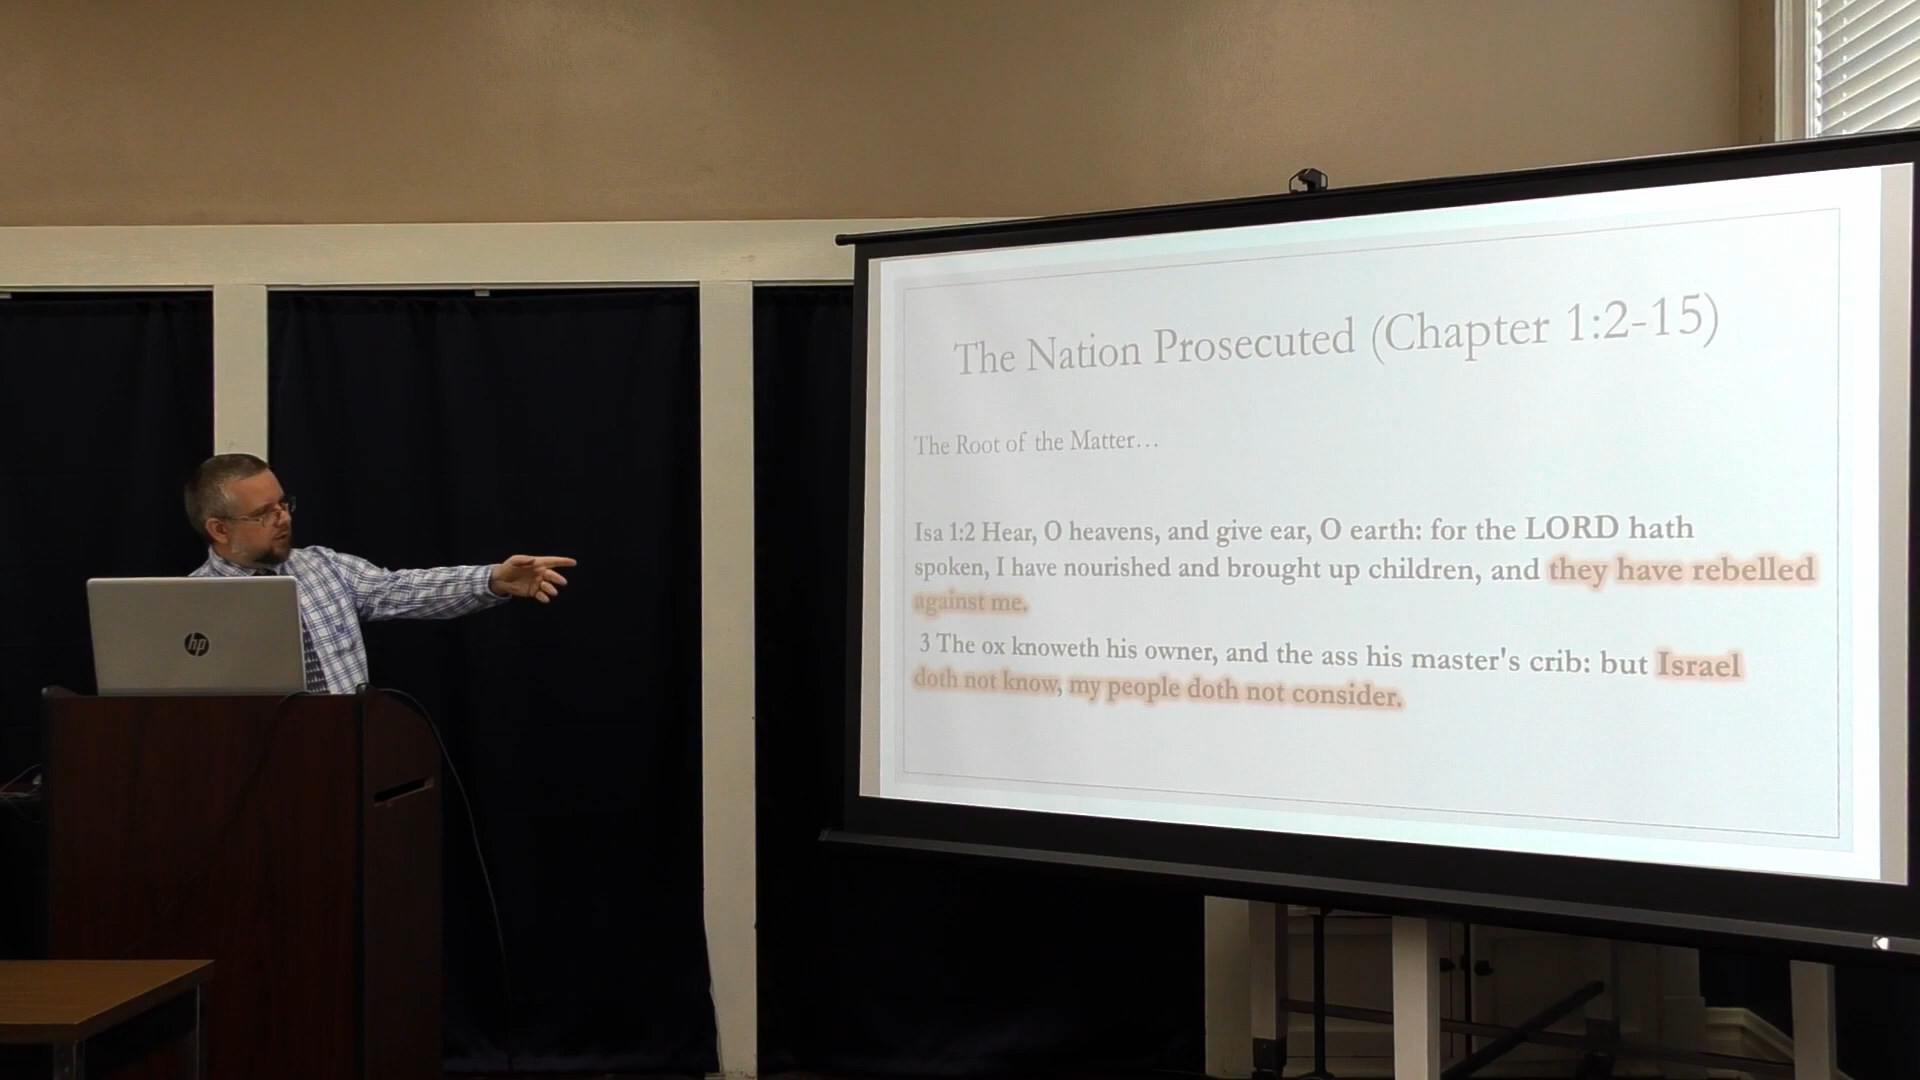 The Nation Prosecuted (Chapter 1:2-15)
The Root of the Matter...
Isa 1:2 Hear, O heavens, and give ear, O earth: for the LORD hath
spoken, I have nourished and brought up children, and they have rebelled
against me.
3 The ox knoweth his owner, and the ass his master's crib: but Israel
doth not know, my people doth not consider.
hp